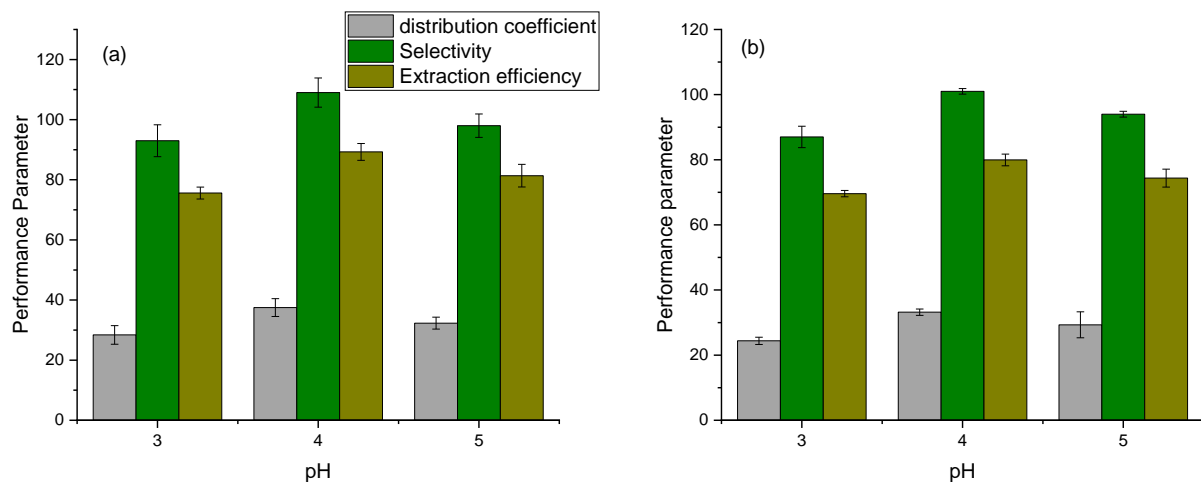 (a)
distribution coefficient
Selectivity
Extraction efficiency
Performance Parameter
120
100
80
60
40
20
0
3 4 5
pH
(b)
Performance parameter
120
100
80
60
40
20
0
3 4 5
pH